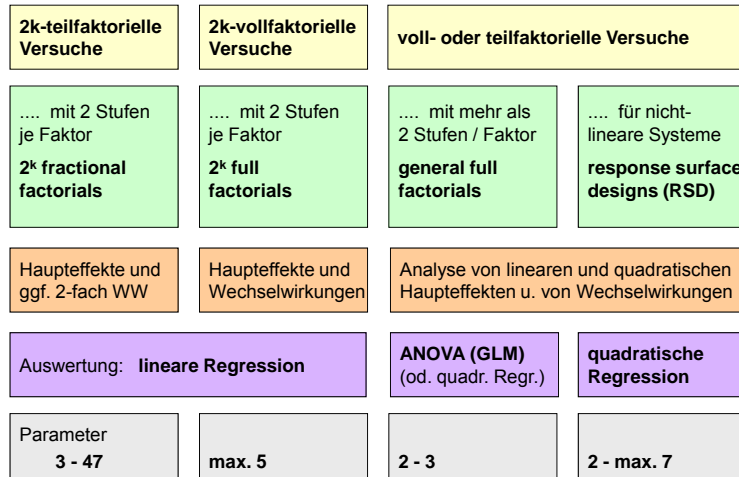 2k-teilfaktorielle
Versuche
2k-vollfaktorielle
Versuche
voll- oder teilfaktorielle Versuche
.... mit 2 Stufen
je Faktor
2ᵏ fractional
factorials
.... mit 2 Stufen
je Faktor
2ᵏ full
factorials
.... mit mehr als
2 Stufen / Faktor
general full
factorials
.... für nicht-
lineare Systeme
response surface
designs (RSD)
Haupteffekte und
ggf. 2-fach WW
Haupteffekte und
Wechselwirkungen
Analyse von linearen und quadratischen
Haupteffekten u. von Wechselwirkungen
Auswertung: lineare Regression
ANOVA (GLM)
(od. quadr. Regr.)
quadratische
Regression
Parameter
3 - 47
max. 5
2 - 3
2 - max. 7